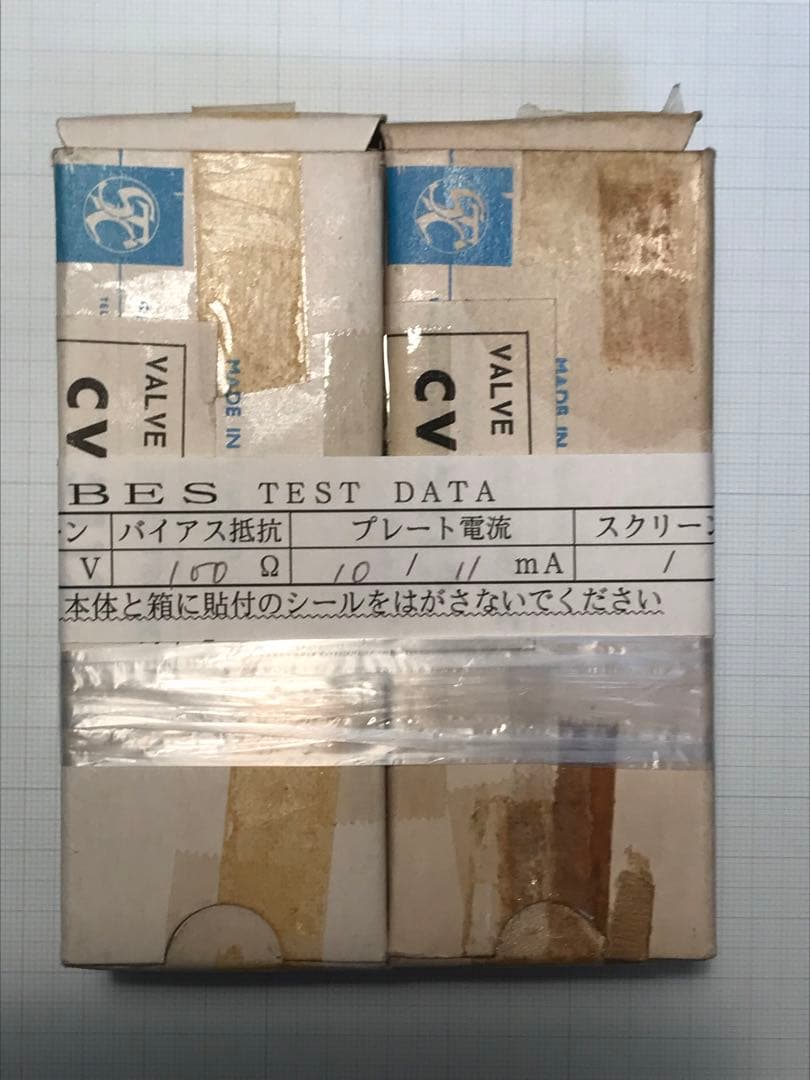 STC
STC
VALVE
CV
MADE IN
VALVE
CV
MADE IN
BES TEST DATA
ン バイアス抵抗 プレート電流 スクリーン
V 100 Ω 10 / 11 mA /
本体と箱に貼付のシールをはがさないでください